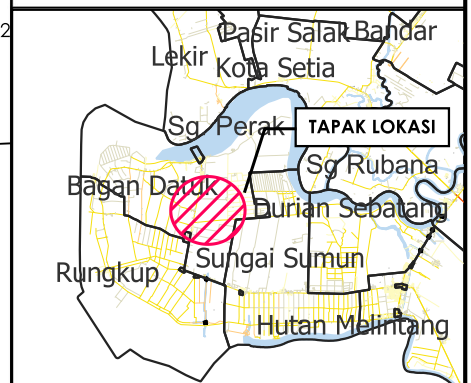 2
Pasir Salak Bandar
Lekir
Kota Setia
Sg Perak
TAPAK LOKASI
Sg Rubana
Bagan Datuk
Durian Sebatang
Sungai Sumun
Rungkup
Hutan Melintang